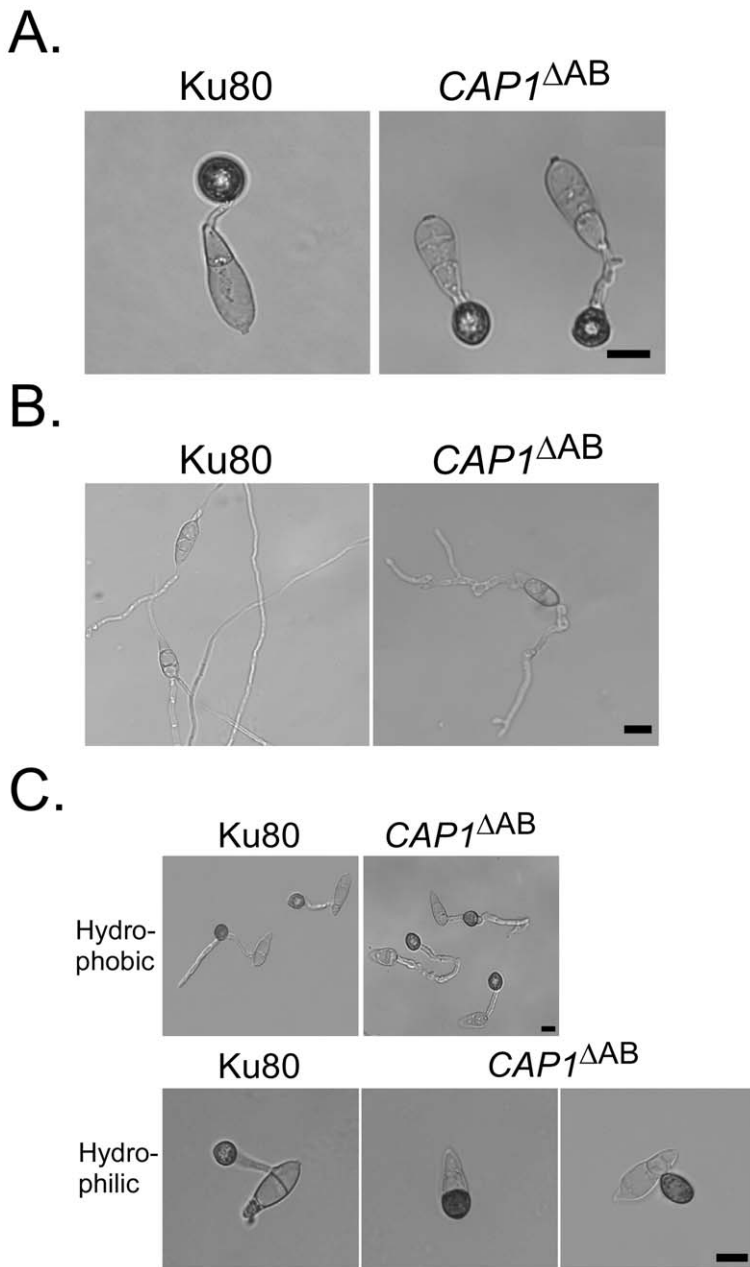 A.
Ku80 CAP1ΔAB
B.
Ku80 CAP1ΔAB
C.
Ku80 CAP1ΔAB
Hydro-
phobic
Ku80 CAP1ΔAB
Hydro-
philic